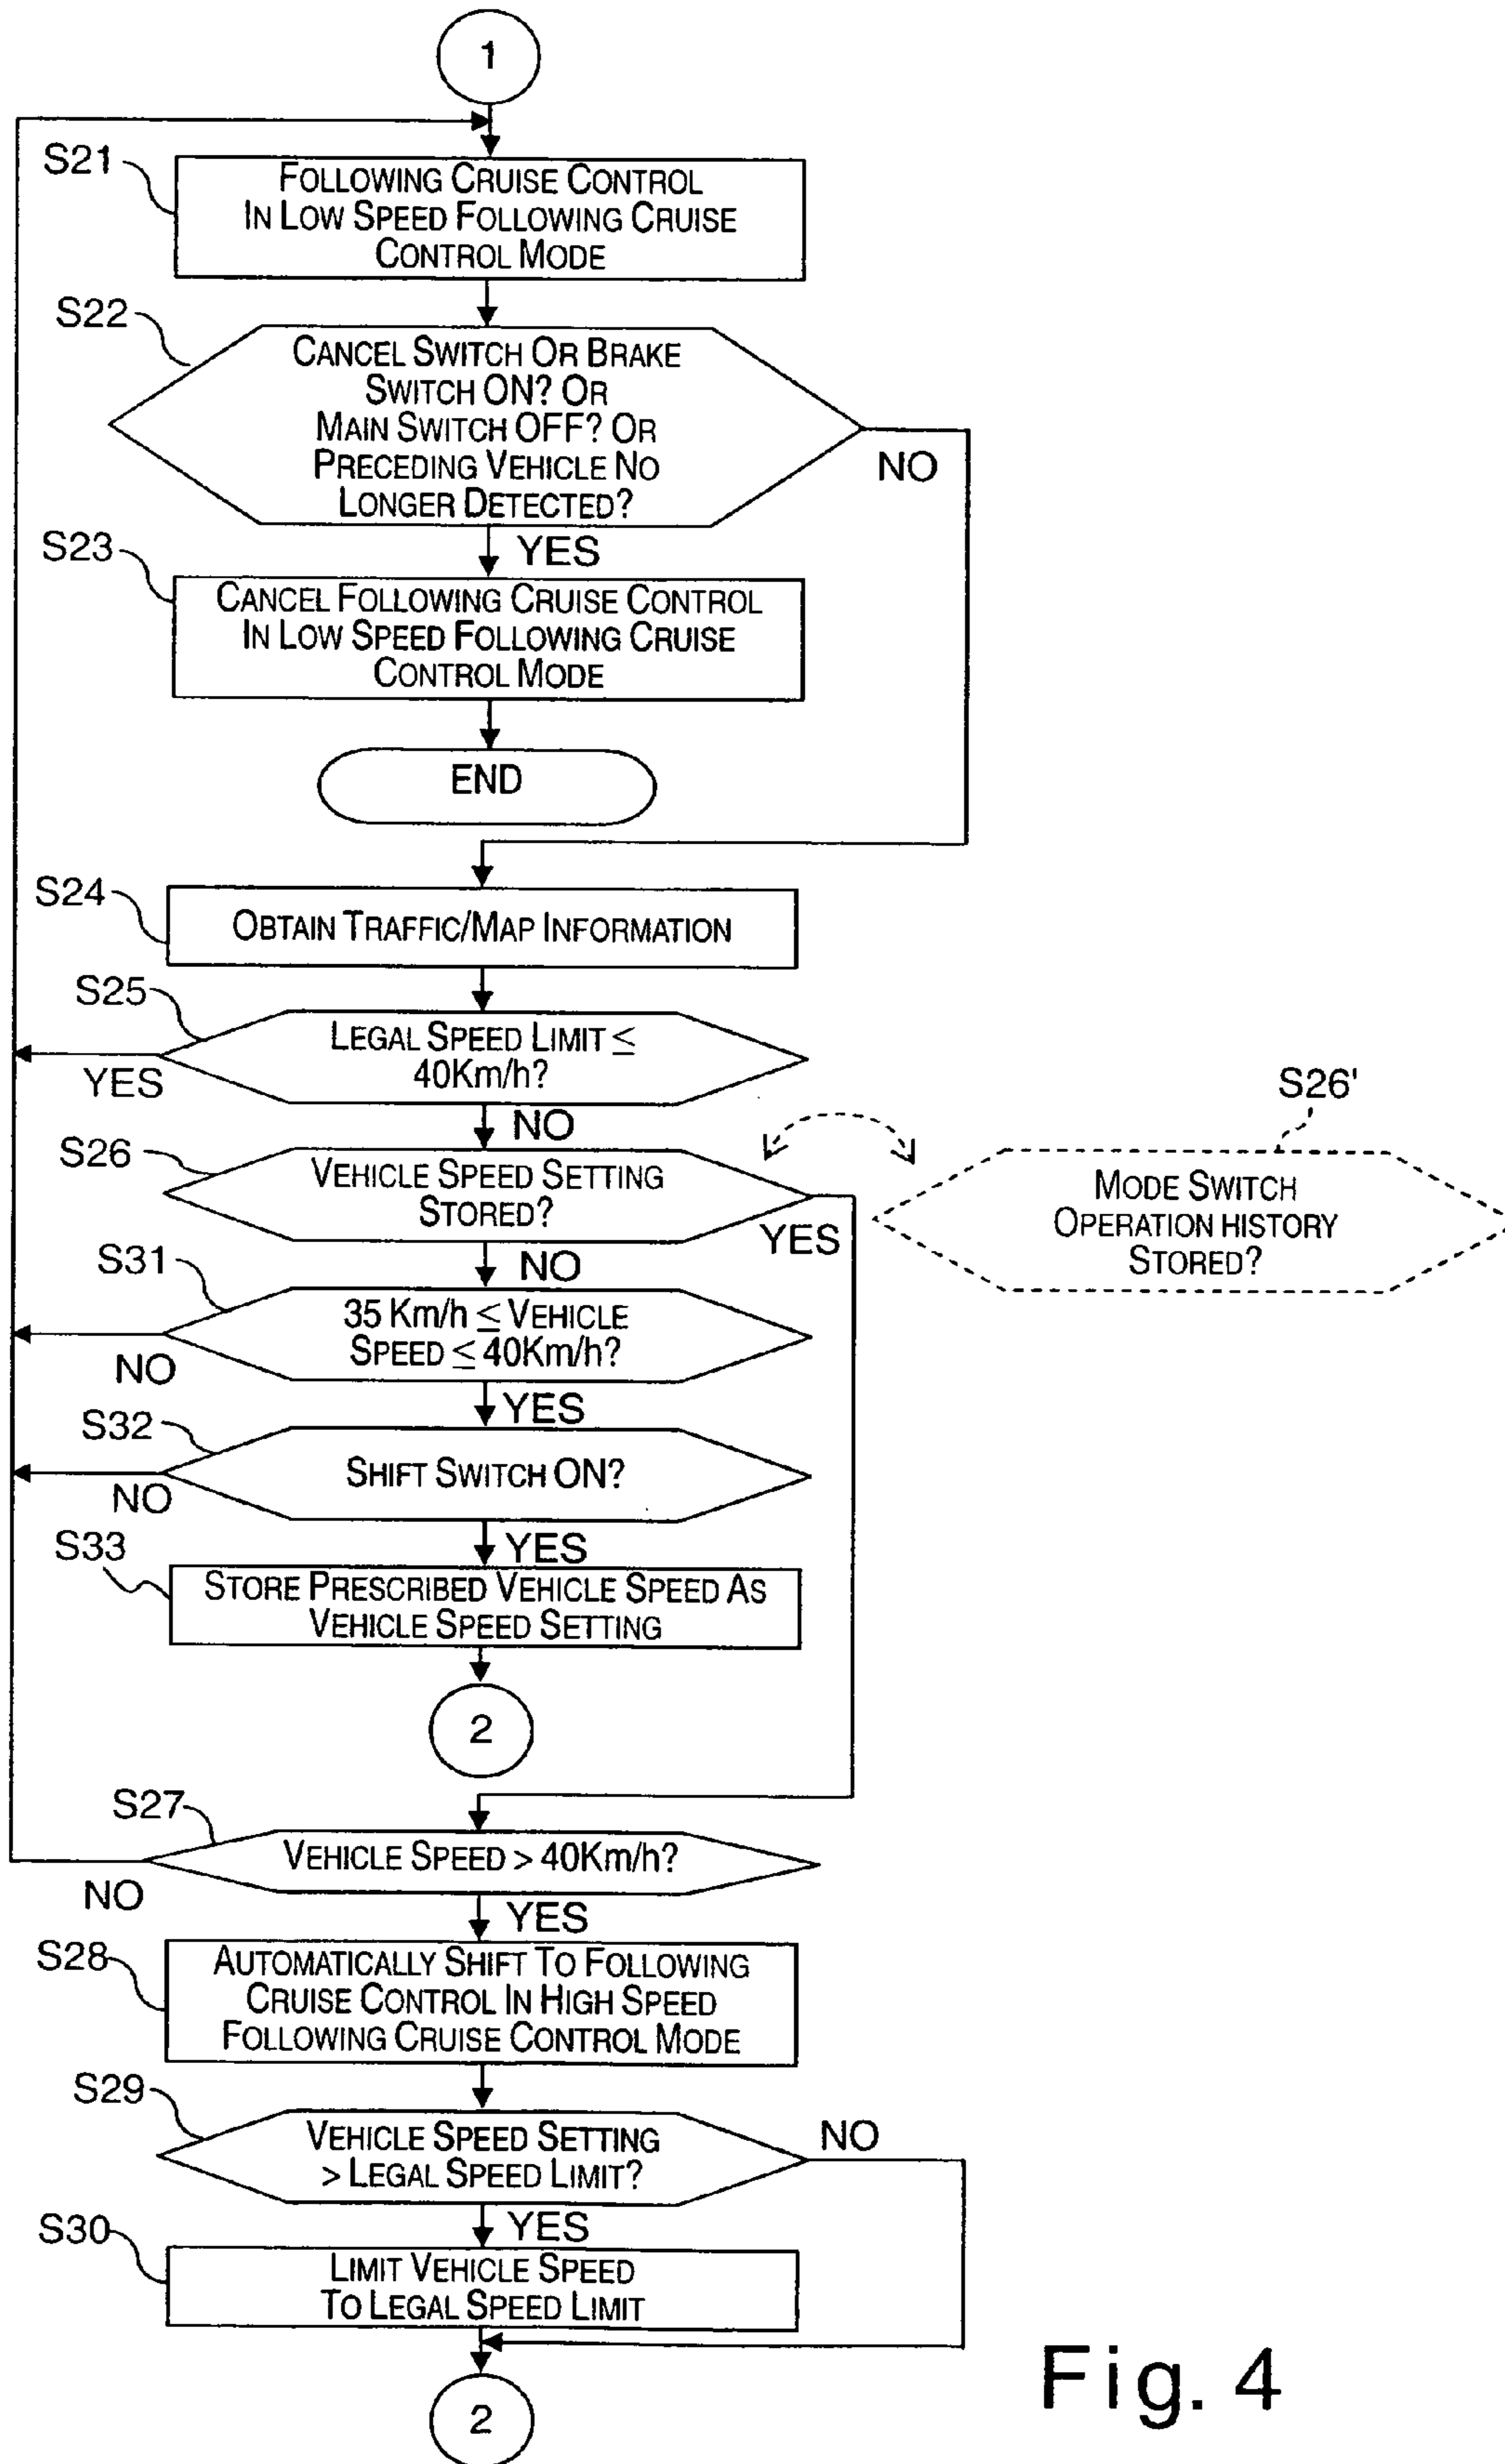 1
S21
FOLLOWING CRUISE CONTROL
IN LOW SPEED FOLLOWING CRUISE
CONTROL MODE
S22
CANCEL SWITCH OR BRAKE
SWITCH ON? OR
MAIN SWITCH OFF? OR
PRECEDING VEHICLE NO
LONGER DETECTED?
NO
YES
S23
CANCEL FOLLOWING CRUISE CONTROL
IN LOW SPEED FOLLOWING CRUISE
CONTROL MODE
END
S24
OBTAIN TRAFFIC/MAP INFORMATION
S25
LEGAL SPEED LIMIT ≤
40Km/h?
YES
NO
S26
VEHICLE SPEED SETTING
STORED?
YES
NO
S26'
MODE SWITCH
OPERATION HISTORY
STORED?
S31
35 Km/h ≤ VEHICLE
SPEED ≤ 40Km/h?
NO
YES
S32
SHIFT SWITCH ON?
NO
YES
S33
STORE PRESCRIBED VEHICLE SPEED AS
VEHICLE SPEED SETTING
2
S27
VEHICLE SPEED > 40Km/h?
NO
YES
S28
AUTOMATICALLY SHIFT TO FOLLOWING
CRUISE CONTROL IN HIGH SPEED
FOLLOWING CRUISE CONTROL MODE
S29
VEHICLE SPEED SETTING
> LEGAL SPEED LIMIT?
NO
YES
S30
LIMIT VEHICLE SPEED
TO LEGAL SPEED LIMIT
2
Fig. 4